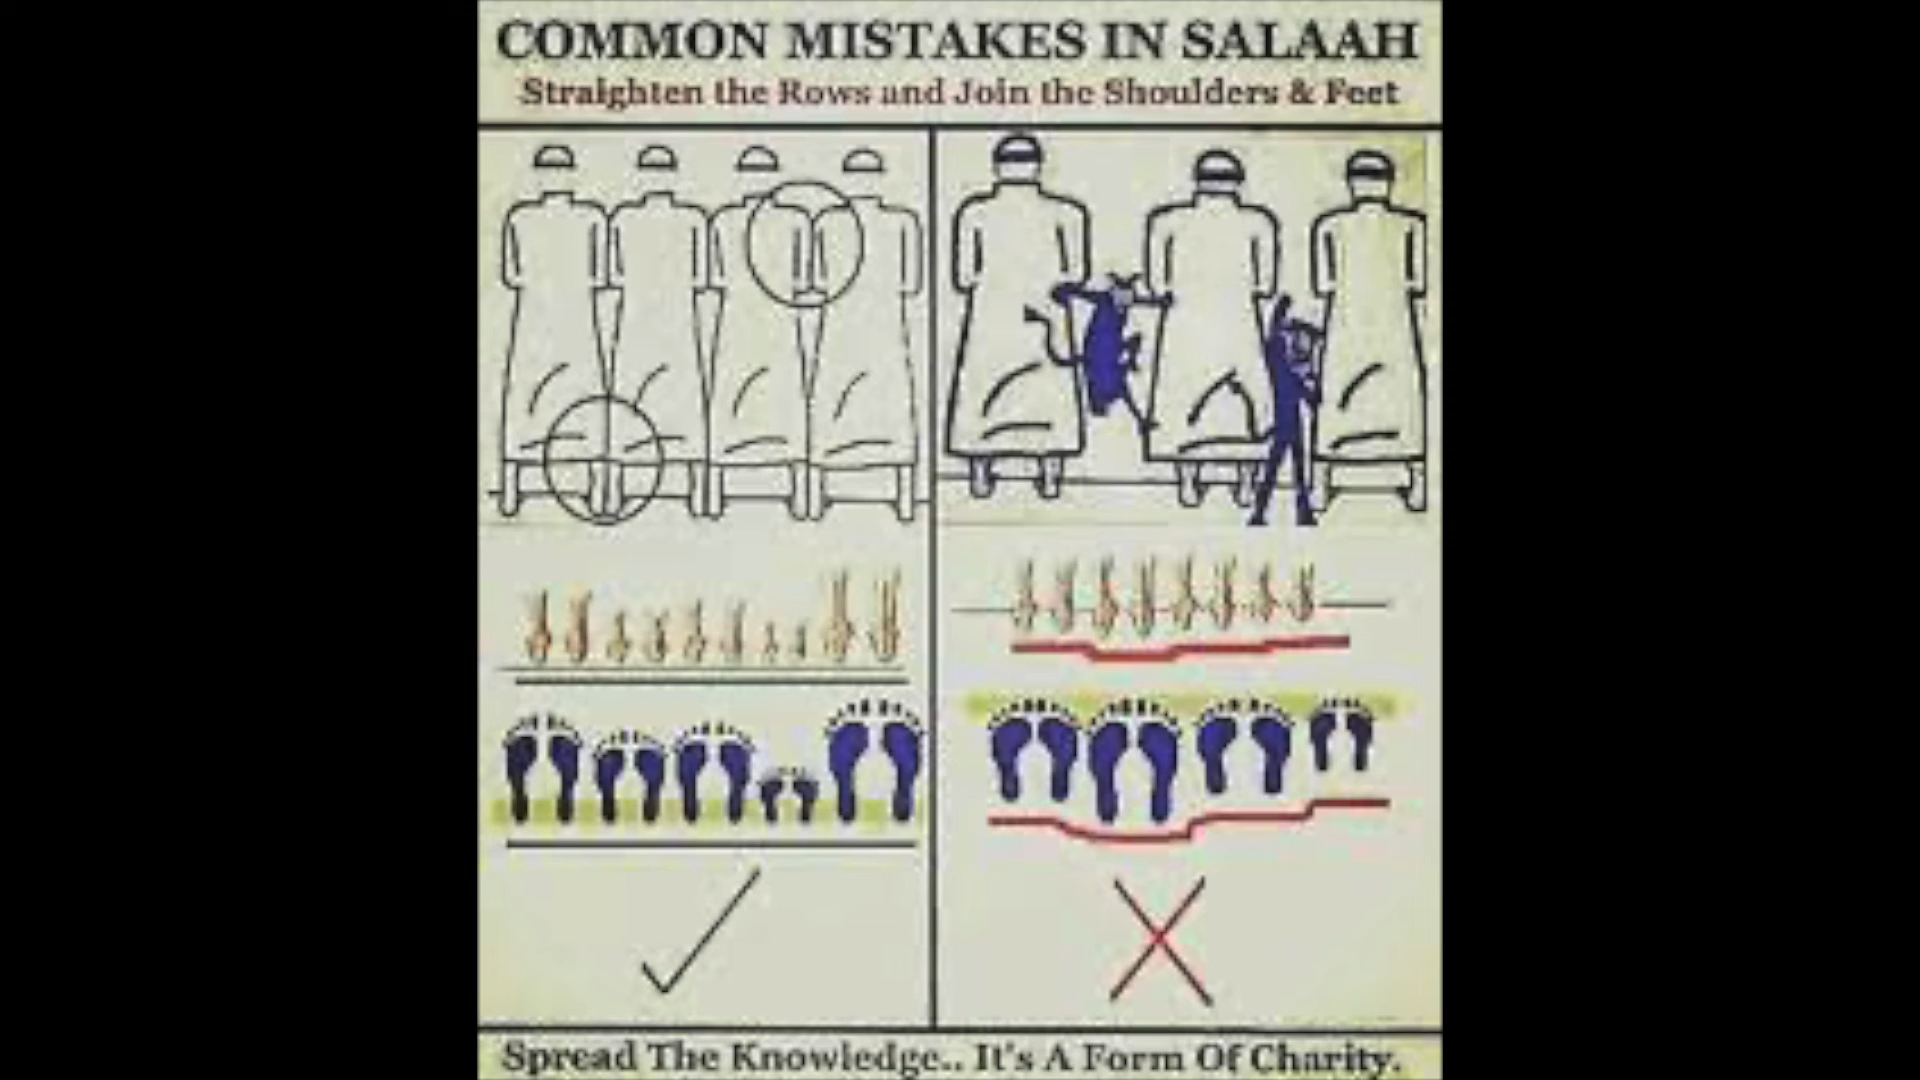 COMMON MISTAKES IN SALAAH
Straighten the Rows and Join the Shoulders & Feet
Spread The Knowledge.. It's A Form Of Charity.